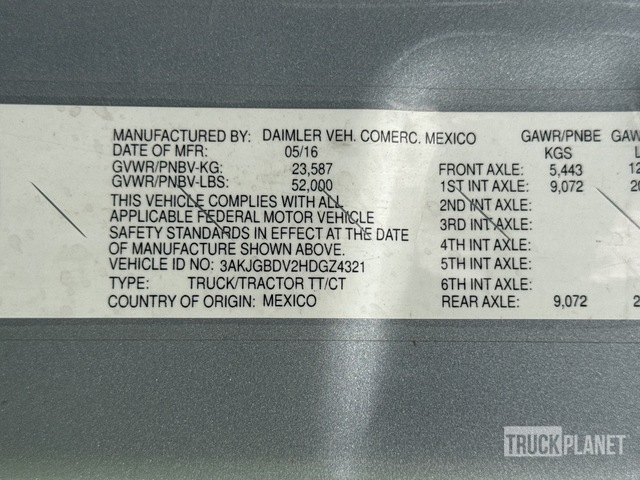 MANUFACTURED BY: DAIMLER VEH. COMERC. MEXICO GAWR/PNBE
DATE OF MFR: 05/16 KGS
GVWR/PNBV-KG: 23,587 FRONT AXLE: 5,443
GVWR/PNBV-LBS: 52,000 1ST INT AXLE: 9,072
THIS VEHICLE COMPLIES WITH ALL 2ND INT AXLE:
APPLICABLE FEDERAL MOTOR VEHICLE 3RD INT AXLE:
SAFETY STANDARDS IN EFFECT AT THE DATE 4TH INT AXLE:
OF MANUFACTURE SHOWN ABOVE. 5TH INT AXLE:
VEHICLE ID NO: 3AKJGBDV2HDGZ4321 6TH INT AXLE:
TYPE: TRUCK/TRACTOR TT/CT REAR AXLE: 9,072
COUNTRY OF ORIGIN: MEXICO
TRUCKPLANET